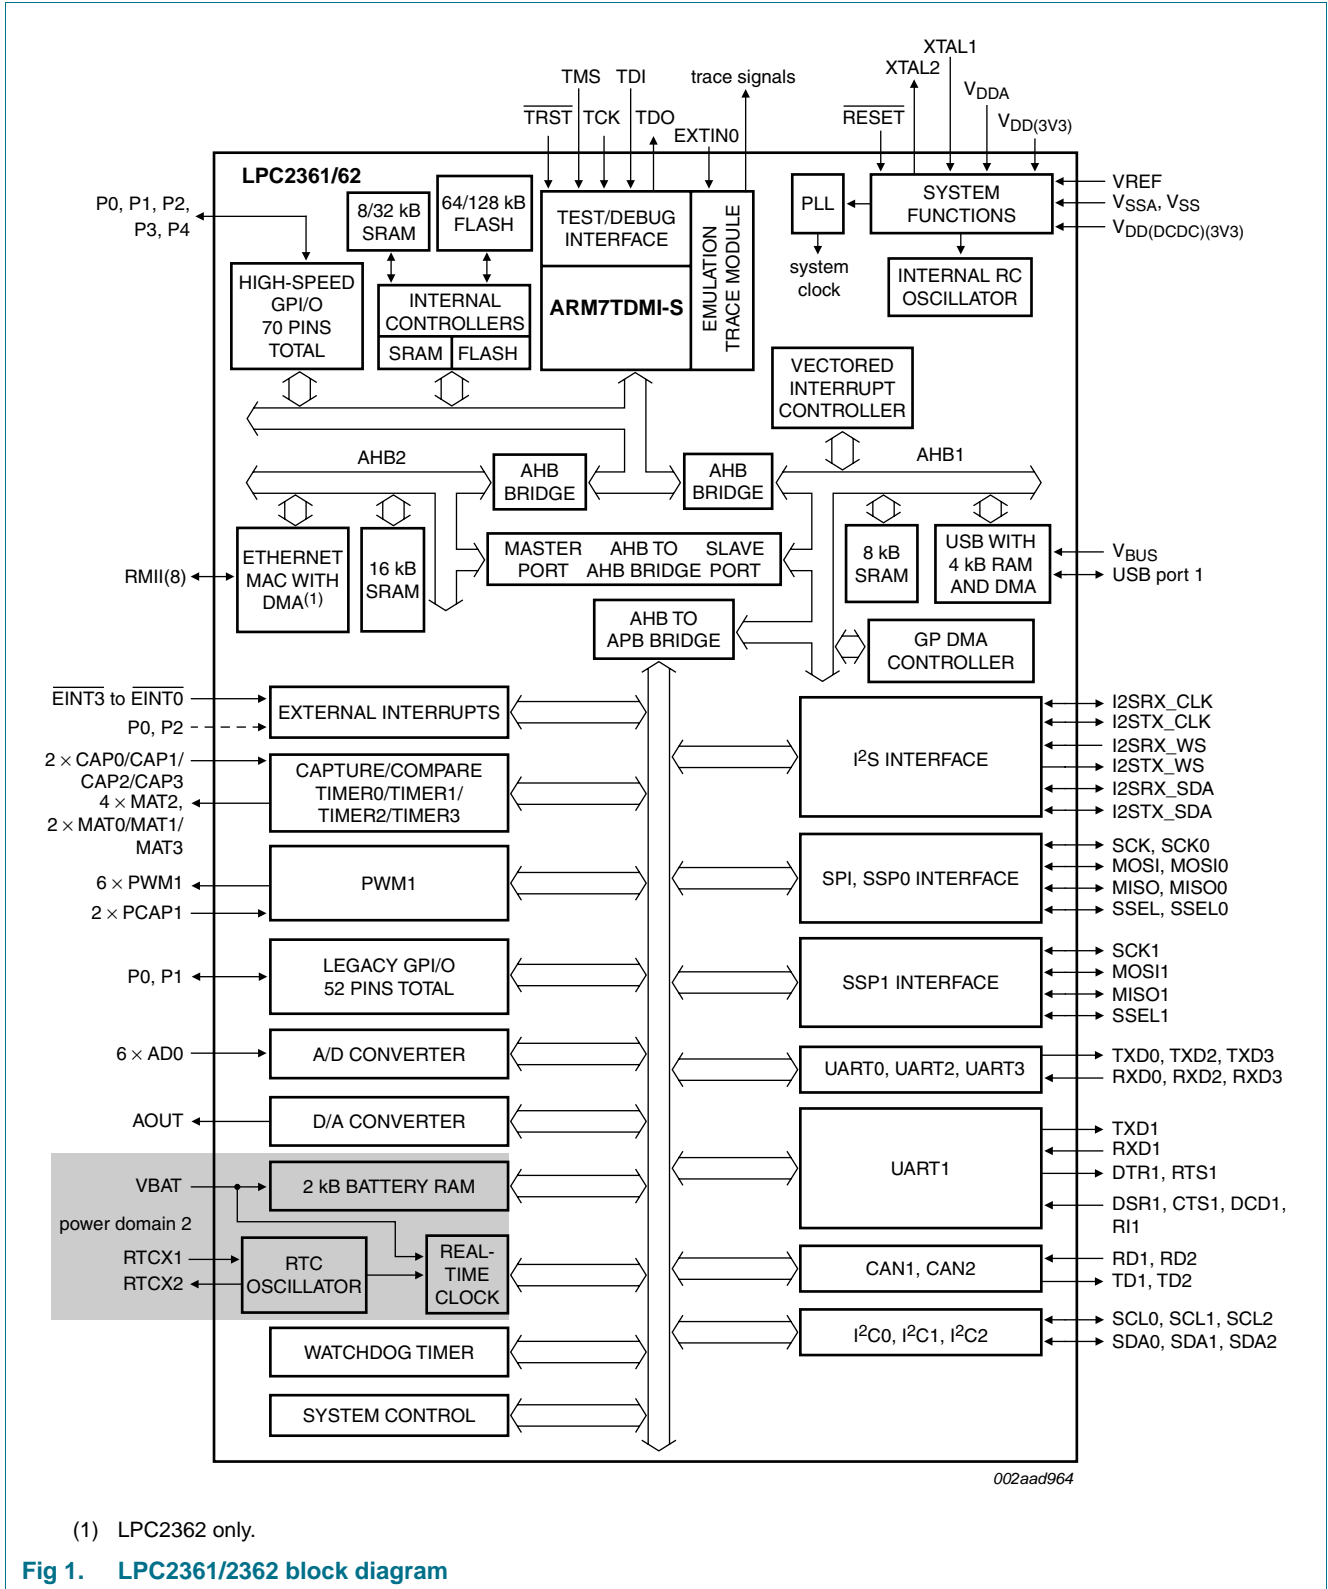 XTAL1
XTAL2
TMS TDI
trace signals
VDDA
TRST TCK TDO
RESET
VDD(3V3)
EXTIN0
LPC2361/62
P0, P1, P2,
P3, P4
8/32 kB
SRAM
64/128 kB
FLASH
TEST/DEBUG
INTERFACE
EMULATION
TRACE MODULE
PLL
SYSTEM
FUNCTIONS
VREF
VSSA, VSS
VDD(DCDC)(3V3)
system
clock
HIGH-SPEED
GPI/O
70 PINS
TOTAL
INTERNAL
CONTROLLERS
SRAM FLASH
ARM7TDMI-S
INTERNAL RC
OSCILLATOR
VECTORED
INTERRUPT
CONTROLLER
AHB2
AHB
BRIDGE
AHB
BRIDGE
AHB1
ETHERNET
MAC WITH
DMA(1)
16 kB
SRAM
MASTER AHB TO SLAVE
PORT AHB BRIDGE PORT
8 kB
SRAM
USB WITH
4 kB RAM
AND DMA
VBUS
USB port 1
RMII(8)
AHB TO
APB BRIDGE
GP DMA
CONTROLLER
EINT3 to EINT0
P0, P2
EXTERNAL INTERRUPTS
2 × CAP0/CAP1/
CAP2/CAP3
4 × MAT2,
2 × MAT0/MAT1/
MAT3
CAPTURE/COMPARE
TIMER0/TIMER1/
TIMER2/TIMER3
6 × PWM1
2 × PCAP1
PWM1
P0, P1
LEGACY GPI/O
52 PINS TOTAL
6 × AD0
A/D CONVERTER
AOUT
D/A CONVERTER
VBAT
2 kB BATTERY RAM
power domain 2
RTCX1
RTCX2
RTC
OSCILLATOR
REAL-
TIME
CLOCK
WATCHDOG TIMER
SYSTEM CONTROL
I2S INTERFACE
I2SRX_CLK
I2STX_CLK
I2SRX_WS
I2STX_WS
I2SRX_SDA
I2STX_SDA
SPI, SSP0 INTERFACE
SCK, SCK0
MOSI, MOSI0
MISO, MISO0
SSEL, SSEL0
SSP1 INTERFACE
SCK1
MOSI1
MISO1
SSEL1
UART0, UART2, UART3
TXD0, TXD2, TXD3
RXD0, RXD2, RXD3
UART1
TXD1
RXD1
DTR1, RTS1
DSR1, CTS1, DCD1,
RI1
CAN1, CAN2
RD1, RD2
TD1, TD2
I2C0, I2C1, I2C2
SCL0, SCL1, SCL2
SDA0, SDA1, SDA2
002aad964
(1) LPC2362 only.
Fig 1. LPC2361/2362 block diagram